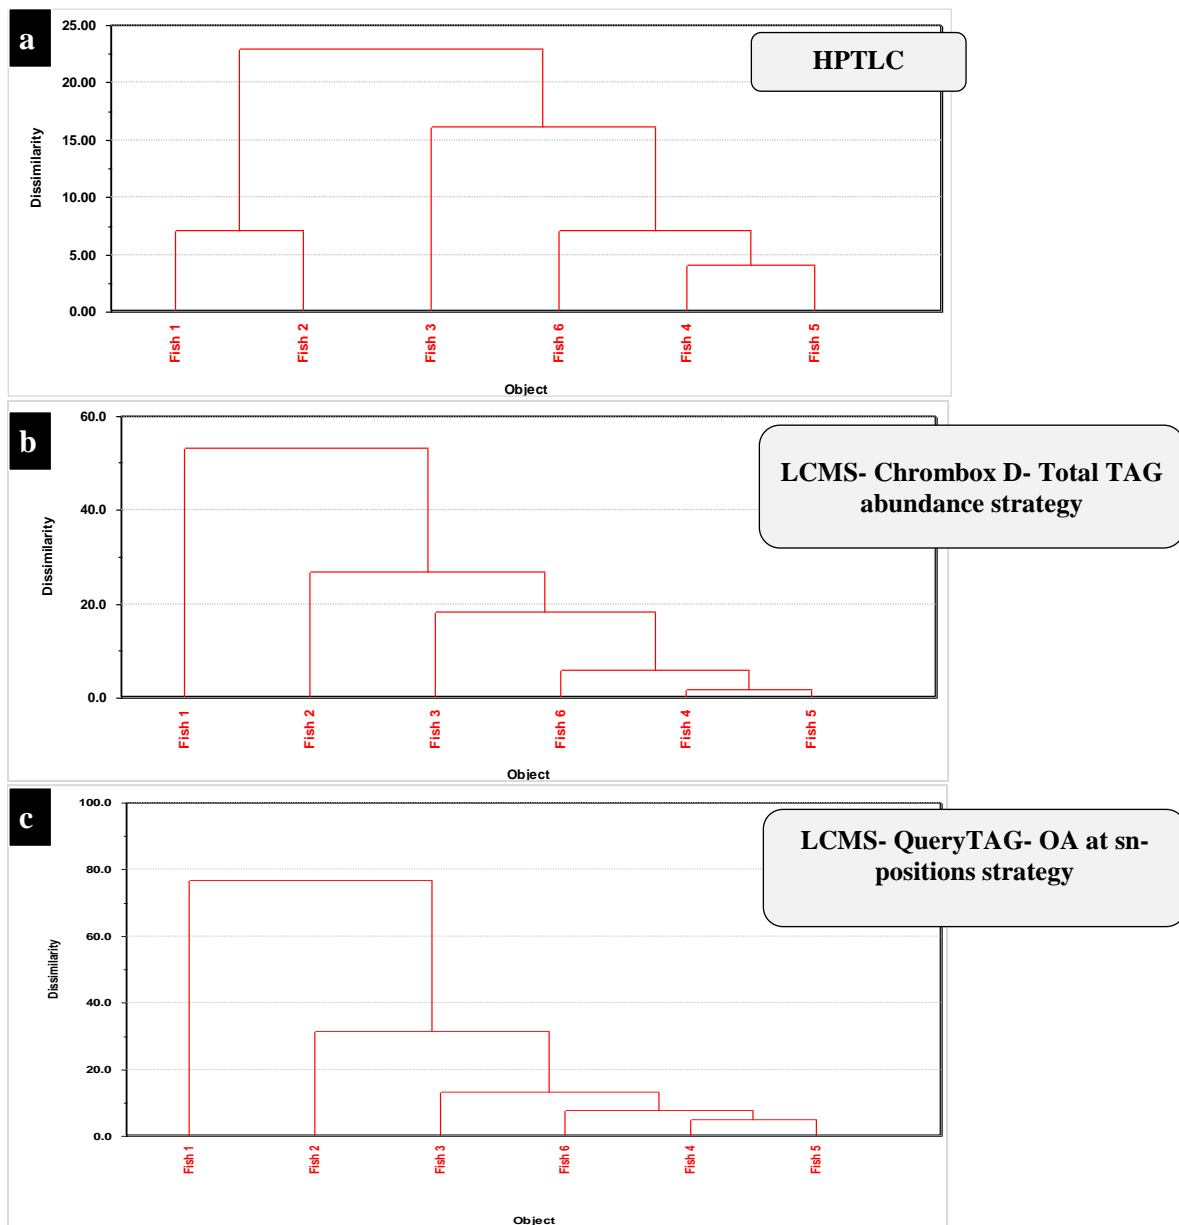 a
HPTLC
25.00
20.00
15.00
10.00
5.00
0.00
Dissimilarity
Fish 1
Fish 2
Fish 3
Fish 6
Fish 4
Fish 5
Object
b
LCMS- Chrombox D- Total TAG
abundance strategy
60.0
40.0
20.0
0.0
Dissimilarity
Fish 1
Fish 2
Fish 3
Fish 6
Fish 4
Fish 5
Object
c
LCMS- QueryTAG- OA at sn-
positions strategy
100.0
80.0
60.0
40.0
20.0
0.0
Dissimilarity
Fish 1
Fish 2
Fish 3
Fish 6
Fish 4
Fish 5
Object